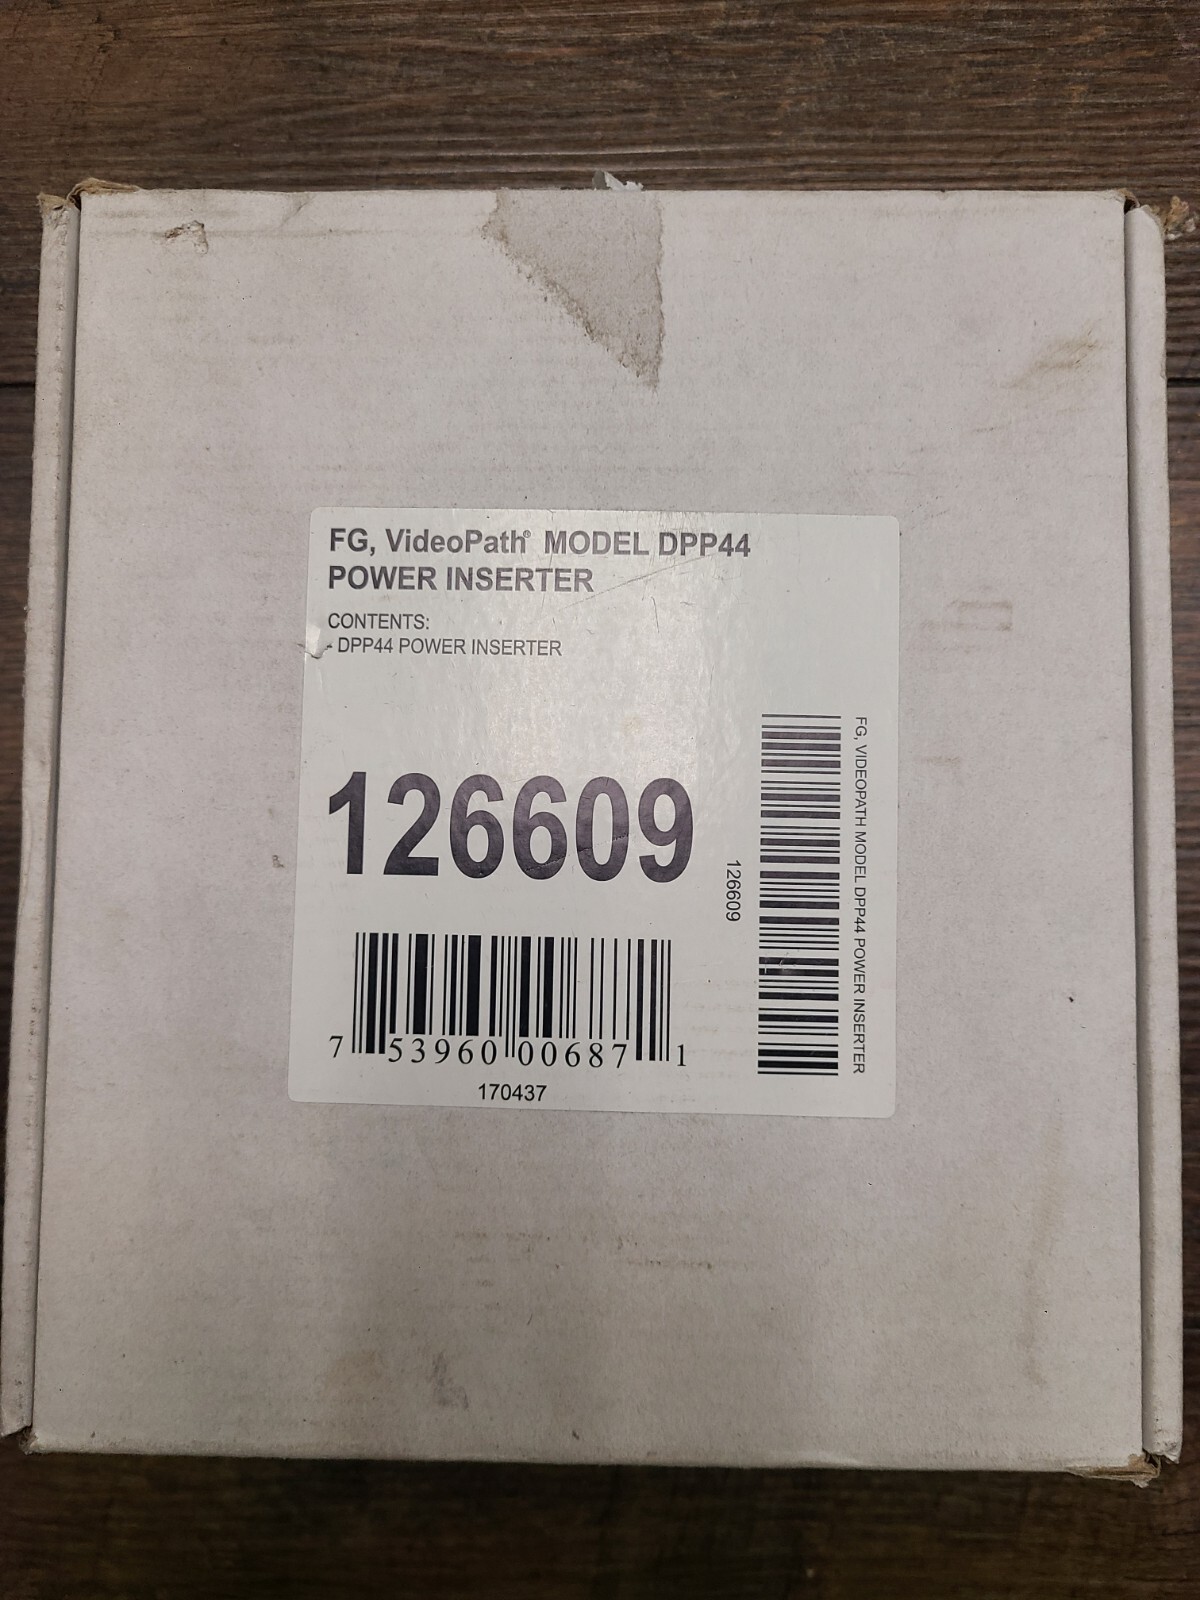 FG, VideoPath® MODEL DPP44
POWER INSERTER
CONTENTS:
- DPP44 POWER INSERTER
126609
7 53960 00687 1
170437
126609
FG, VIDEOPATH MODEL DPP44 POWER INSERTER